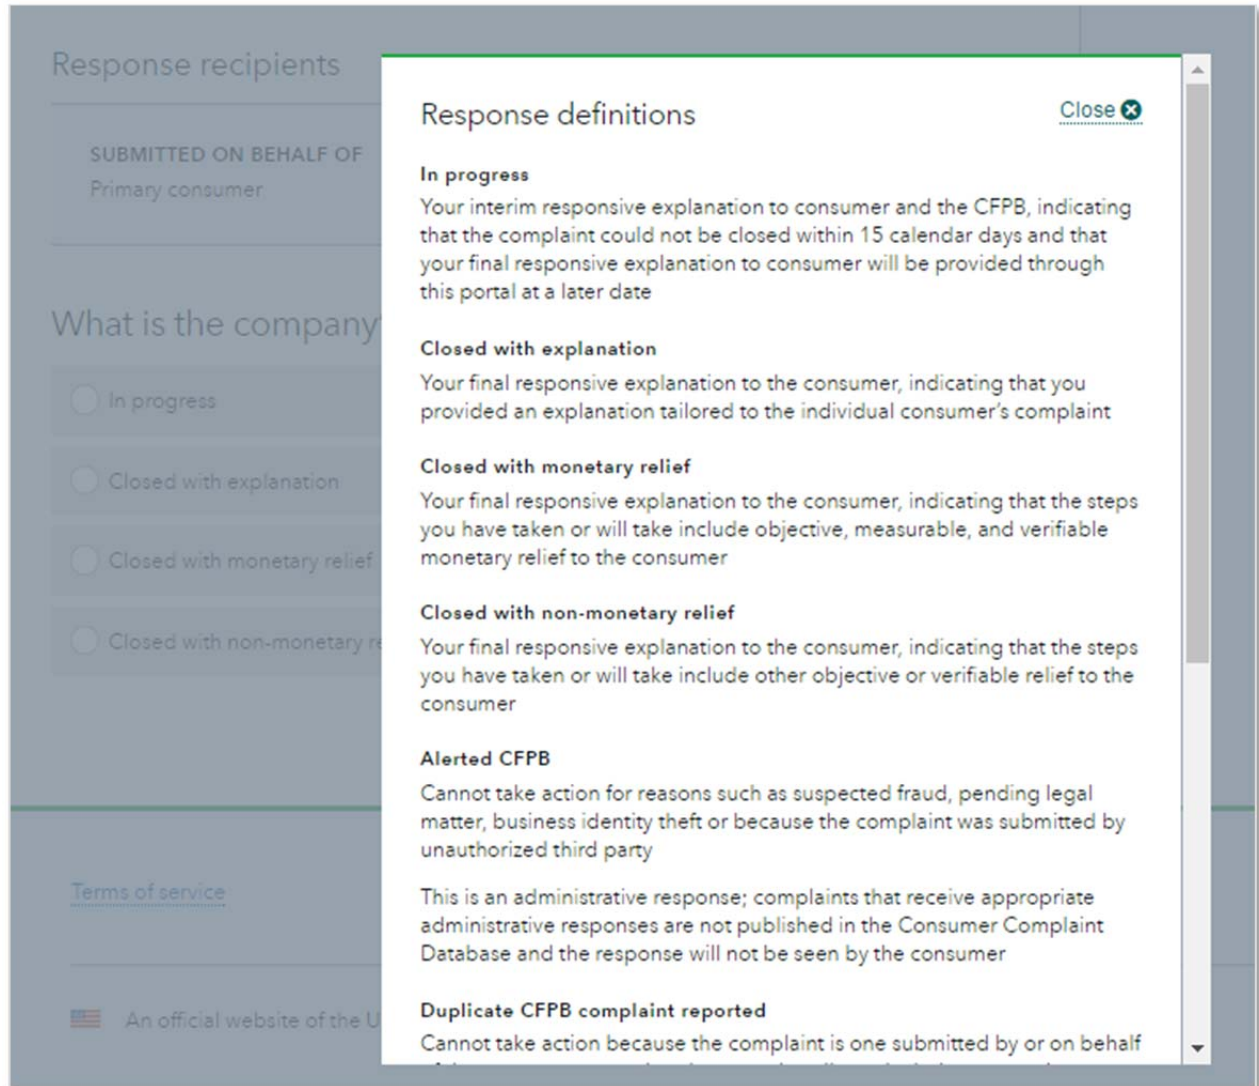 Response recipients
SUBMITTED ON BEHALF OF
Primary consumer
What is the company'
In progress
Closed with explanation
Closed with monetary relief
Closed with non-monetary re
Terms of service
An official website of the U
Response definitions
Close
In progress
Your interim responsive explanation to consumer and the CFPB, indicating
that the complaint could not be closed within 15 calendar days and that
your final responsive explanation to consumer will be provided through
this portal at a later date
Closed with explanation
Your final responsive explanation to the consumer, indicating that you
provided an explanation tailored to the individual consumer's complaint
Closed with monetary relief
Your final responsive explanation to the consumer, indicating that the steps
you have taken or will take include objective, measurable, and verifiable
monetary relief to the consumer
Closed with non-monetary relief
Your final responsive explanation to the consumer, indicating that the steps
you have taken or will take include other objective or verifiable relief to the
consumer
Alerted CFPB
Cannot take action for reasons such as suspected fraud, pending legal
matter, business identity theft or because the complaint was submitted by
unauthorized third party
This is an administrative response; complaints that receive appropriate
administrative responses are not published in the Consumer Complaint
Database and the response will not be seen by the consumer
Duplicate CFPB complaint reported
Cannot take action because the complaint is one submitted by or on behalf